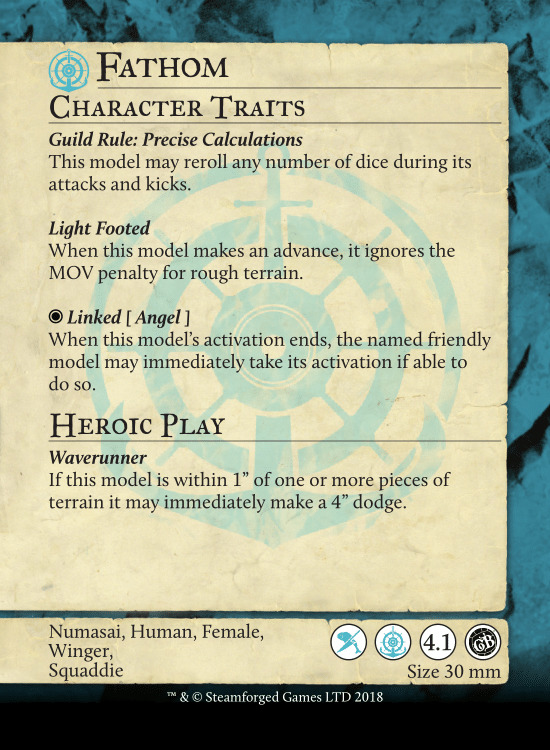 Fathom
Character Traits
Guild Rule: Precise Calculations
This model may reroll any number of dice during its
attacks and kicks.
Light Footed
When this model makes an advance, it ignores the
MOV penalty for rough terrain.
Linked [ Angel ]
When this model's activation ends, the named friendly
model may immediately take its activation if able to
do so.
Heroic Play
Waverunner
If this model is within 1” of one or more pieces of
terrain it may immediately make a 4” dodge.
Numasai, Human, Female,
Winger,
Squaddie
4.1
GB
Size 30 mm
™ & © Steamforged Games LTD 2018